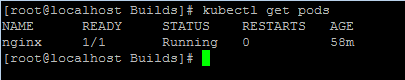 [root@localhost Builds]# kubectl get pods
NAME READY STATUS RESTARTS AGE
nginx 1/1 Running 0 58m
[root@localhost Builds]#